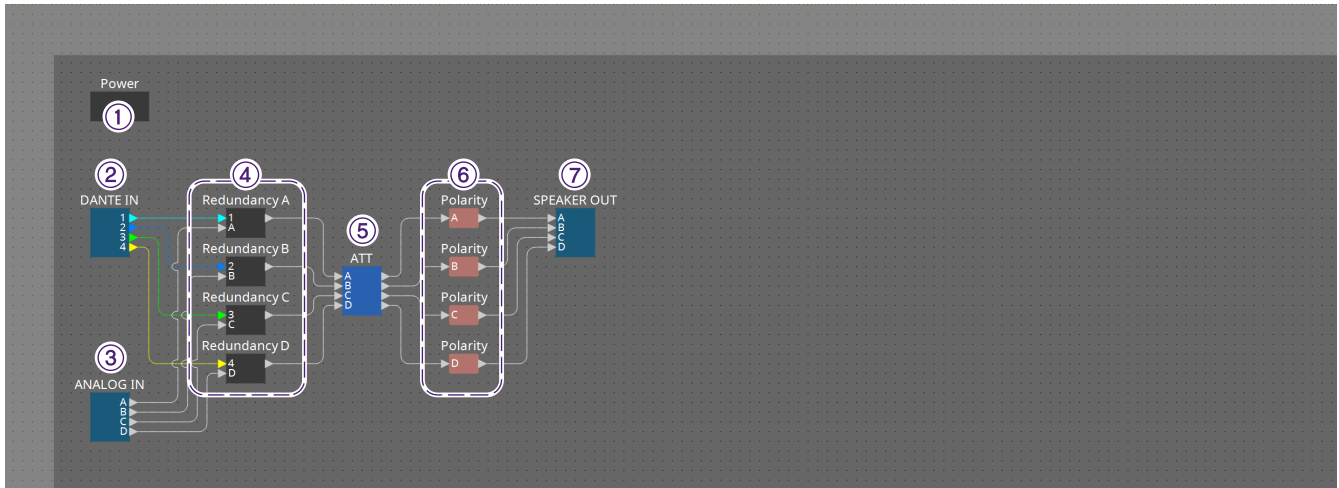 Power
①
②
DANTE IN
1
2
3
4
③
ANALOG IN
A
B
C
D
④
Redundancy A
1
A
Redundancy B
2
B
Redundancy C
3
C
Redundancy D
4
D
⑤
ATT
A
B
C
D
⑥
Polarity
A
Polarity
B
Polarity
C
Polarity
D
⑦
SPEAKER OUT
A
B
C
D